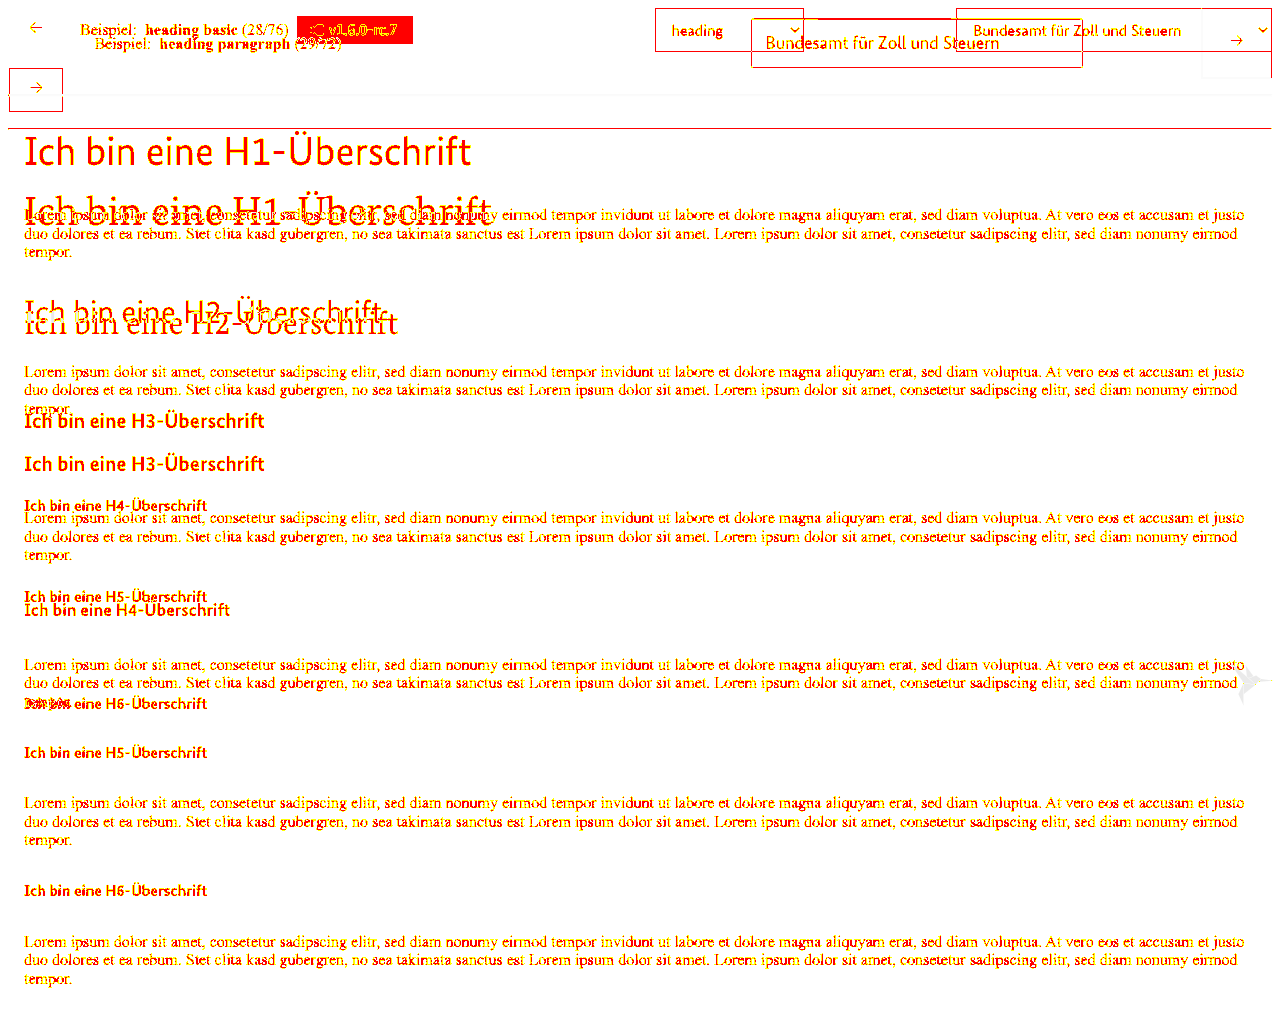 ← Beispiel: heading basic (28/76) v1.6.0-rc.7 heading Bundesamt für Zoll und Steuern →
Beispiel: heading paragraph (29/72) Bundesamt für Zoll und Steuern
→
Ich bin eine H1-Überschrift
Ich bin eine H1-Überschrift
Lorem ipsum dolor sit amet, consetetur sadipscing elitr, sed diam nonumy eirmod tempor invidunt ut labore et dolore magna aliquyam erat, sed diam voluptua. At vero eos et accusam et justo
duo dolores et ea rebum. Stet clita kasd gubergren, no sea takimata sanctus est Lorem ipsum dolor sit amet. Lorem ipsum dolor sit amet, consetetur sadipscing elitr, sed diam nonumy eirmod
tempor.
Ich bin eine H2-Überschrift
Ich bin eine H2-Überschrift
Lorem ipsum dolor sit amet, consetetur sadipscing elitr, sed diam nonumy eirmod tempor invidunt ut labore et dolore magna aliquyam erat, sed diam voluptua. At vero eos et accusam et justo
duo dolores et ea rebum. Stet clita kasd gubergren, no sea takimata sanctus est Lorem ipsum dolor sit amet. Lorem ipsum dolor sit amet, consetetur sadipscing elitr, sed diam nonumy eirmod
tempor.
Ich bin eine H3-Überschrift
Ich bin eine H3-Überschrift
Ich bin eine H4-Überschrift
Lorem ipsum dolor sit amet, consetetur sadipscing elitr, sed diam nonumy eirmod tempor invidunt ut labore et dolore magna aliquyam erat, sed diam voluptua. At vero eos et accusam et justo
duo dolores et ea rebum. Stet clita kasd gubergren, no sea takimata sanctus est Lorem ipsum dolor sit amet. Lorem ipsum dolor sit amet, consetetur sadipscing elitr, sed diam nonumy eirmod
tempor.
Ich bin eine H5-Überschrift
Ich bin eine H4-Überschrift
Lorem ipsum dolor sit amet, consetetur sadipscing elitr, sed diam nonumy eirmod tempor invidunt ut labore et dolore magna aliquyam erat, sed diam voluptua. At vero eos et accusam et justo
duo dolores et ea rebum. Stet clita kasd gubergren, no sea takimata sanctus est Lorem ipsum dolor sit amet. Lorem ipsum dolor sit amet, consetetur sadipscing elitr, sed diam nonumy eirmod
tempor.
Ich bin eine H6-Überschrift
Ich bin eine H5-Überschrift
Lorem ipsum dolor sit amet, consetetur sadipscing elitr, sed diam nonumy eirmod tempor invidunt ut labore et dolore magna aliquyam erat, sed diam voluptua. At vero eos et accusam et justo
duo dolores et ea rebum. Stet clita kasd gubergren, no sea takimata sanctus est Lorem ipsum dolor sit amet. Lorem ipsum dolor sit amet, consetetur sadipscing elitr, sed diam nonumy eirmod
tempor.
Ich bin eine H6-Überschrift
Lorem ipsum dolor sit amet, consetetur sadipscing elitr, sed diam nonumy eirmod tempor invidunt ut labore et dolore magna aliquyam erat, sed diam voluptua. At vero eos et accusam et justo
duo dolores et ea rebum. Stet clita kasd gubergren, no sea takimata sanctus est Lorem ipsum dolor sit amet. Lorem ipsum dolor sit amet, consetetur sadipscing elitr, sed diam nonumy eirmod
tempor.